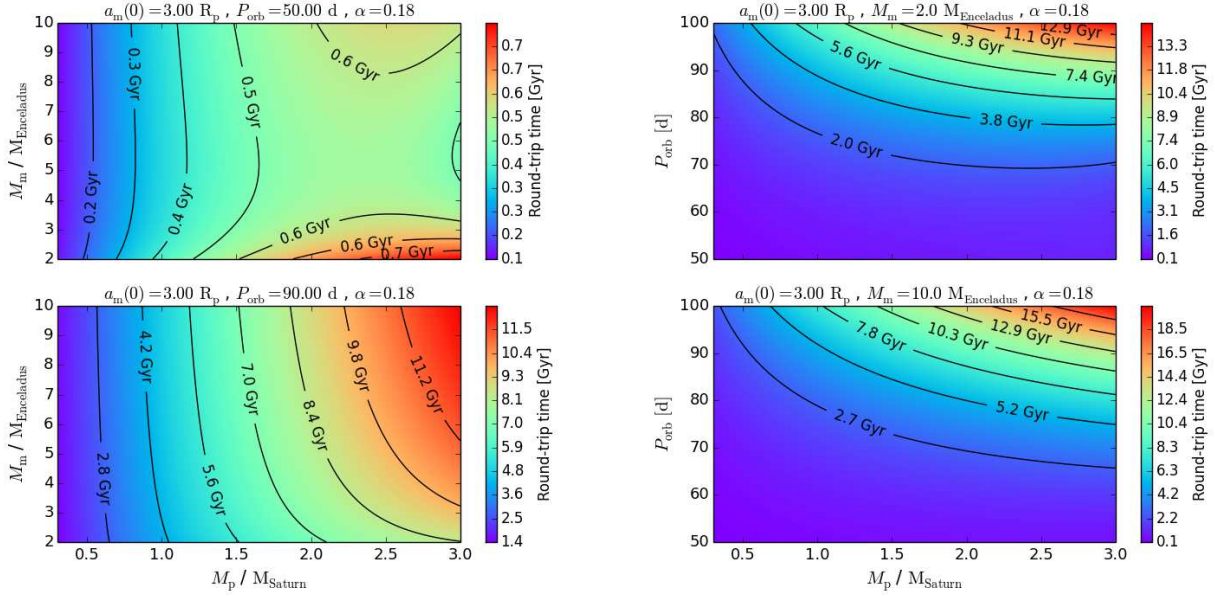 a_m(0) =3.00 R_p , P_orb=50.00 d , α=0.18
10
9
8
7
6
5
4
3
2
M_m / M_Enceladus
0.2 Gyr
0.3 Gyr
0.4 Gyr
0.5 Gyr
0.6 Gyr
0.6 Gyr
0.6 Gyr
0.7 Gyr
0.7
0.6
0.6
0.5
0.4
0.3
0.3
0.2
0.1
Round-trip time [Gyr]
a_m(0) =3.00 R_p , M_m=2.0 M_Enceladus , α=0.18
100
90
80
70
60
50
P_orb [d]
12.9 Gyr
11.1 Gyr
9.3 Gyr
7.4 Gyr
5.6 Gyr
3.8 Gyr
2.0 Gyr
13.3
11.6
9.9
8.2
6.6
4.9
3.2
1.6
0.1
Round-trip time [Gyr]
a_m(0) =3.00 R_p , P_orb=90.00 d , α=0.18
10
9
8
7
6
5
4
3
2
M_m / M_Enceladus
2.8 Gyr
4.2 Gyr
5.6 Gyr
7.0 Gyr
8.4 Gyr
9.8 Gyr
11.2 Gyr
0.5 1.0 1.5 2.0 2.5 3.0
M_p / M_Saturn
11.5
10.4
9.3
8.1
7.0
5.9
4.8
3.6
2.5
1.4
Round-trip time [Gyr]
a_m(0) =3.00 R_p , M_m=10.0 M_Enceladus , α=0.18
100
90
80
70
60
50
P_orb [d]
15.5 Gyr
12.9 Gyr
10.3 Gyr
7.8 Gyr
5.2 Gyr
2.7 Gyr
0.5 1.0 1.5 2.0 2.5 3.0
M_p / M_Saturn
18.5
16.4
14.4
12.4
10.3
8.3
6.3
4.2
2.2
0.1
Round-trip time [Gyr]